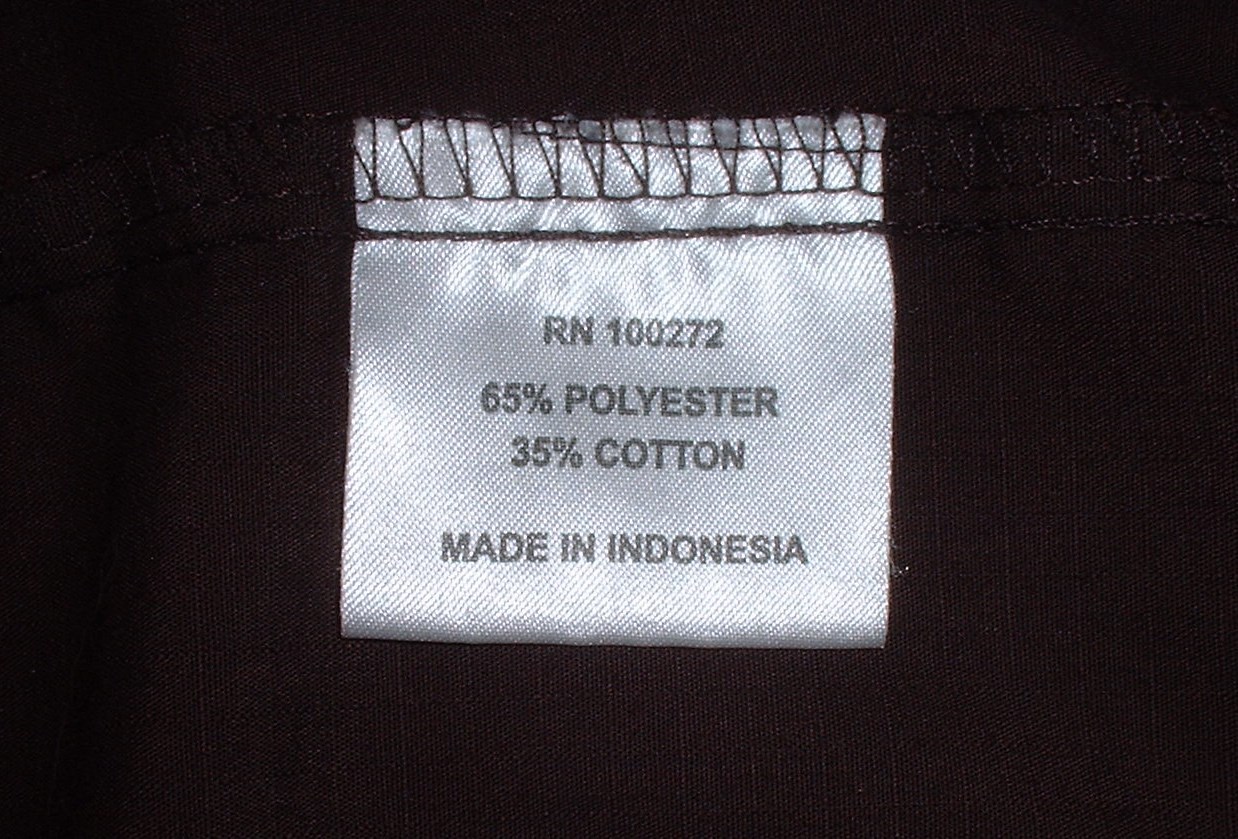 RN 100272
65% POLYESTER
35% COTTON
MADE IN INDONESIA